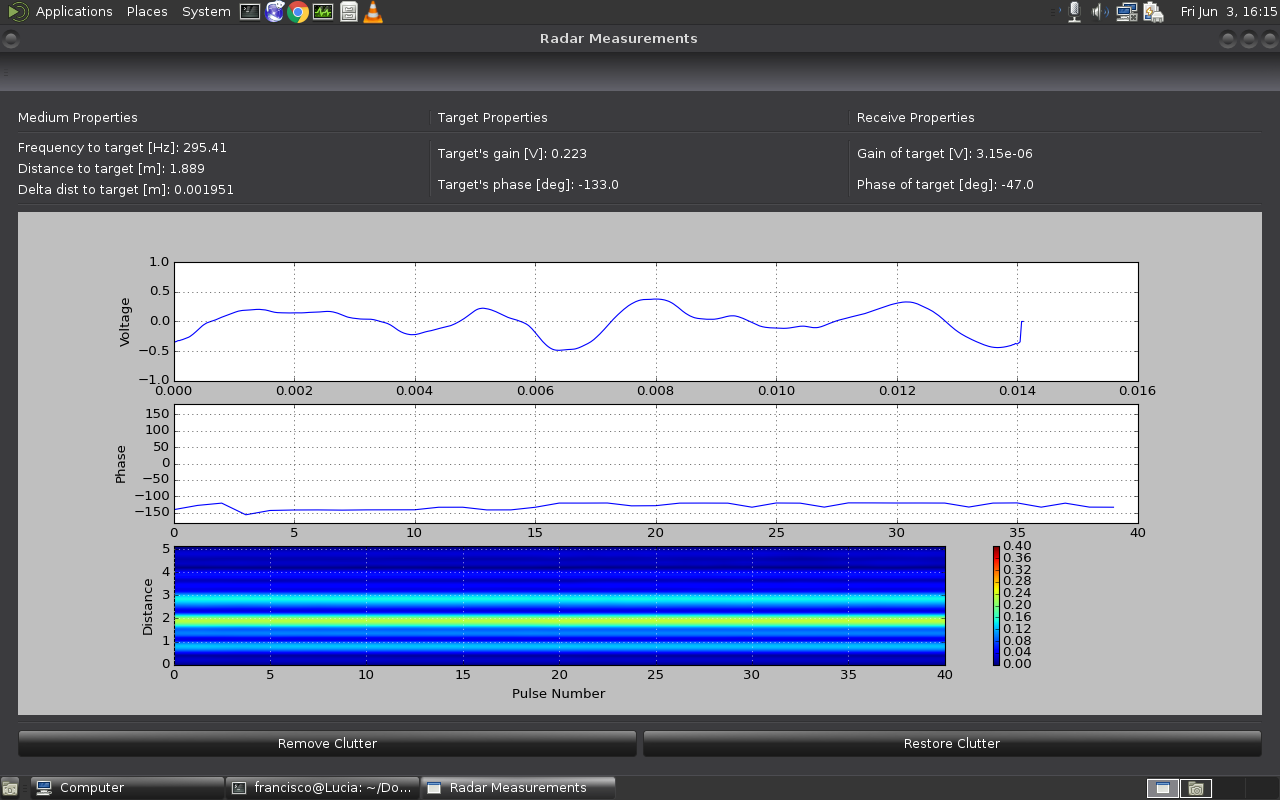 Applications Places System Fri Jun 3, 16:15
Radar Measurements
Medium Properties Target Properties Receive Properties
Frequency to target [Hz]: 295.41
Distance to target [m]: 1.889
Delta dist to target [m]: 0.001951
Target's gain [V]: 0.223
Target's phase [deg]: -133.0
Gain of target [V]: 3.15e-06
Phase of target [deg]: -47.0
1.0
0.5
0.0
−0.5
−1.0
Voltage
0.000 0.002 0.004 0.006 0.008 0.010 0.012 0.014 0.016
150
100
50
0
−50
−100
−150
Phase
0 5 10 15 20 25 30 35 40
5
4
3
2
1
0
Distance
0 5 10 15 20 25 30 35 40
Pulse Number
0.40
0.36
0.32
0.28
0.24
0.20
0.16
0.12
0.08
0.04
0.00
Remove Clutter Restore Clutter
Computer francisco@Lucia: ~/Do... Radar Measurements